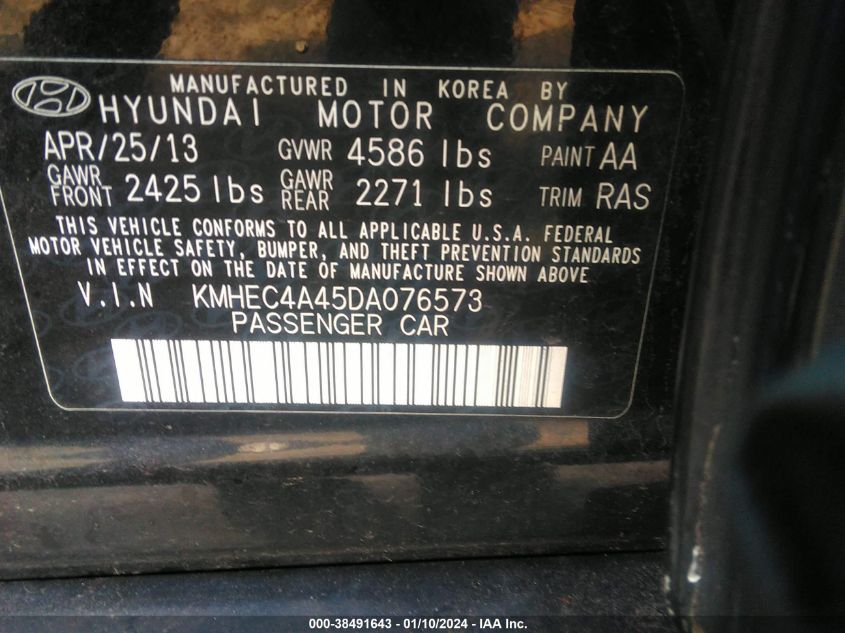 MANUFACTURED IN KOREA BY
HYUNDAI MOTOR COMPANY
APR/25/13 GVWR 4586 lbs PAINT AA
GAWR FRONT 2425 lbs GAWR REAR 2271 lbs TRIM RAS
THIS VEHICLE CONFORMS TO ALL APPLICABLE U.S.A. FEDERAL
MOTOR VEHICLE SAFETY, BUMPER, AND THEFT PREVENTION STANDARDS
IN EFFECT ON THE DATE OF MANUFACTURE SHOWN ABOVE
V.I.N KMHEC4A45DA076573
PASSENGER CAR
000-38491643 - 01/10/2024 - IAA Inc.